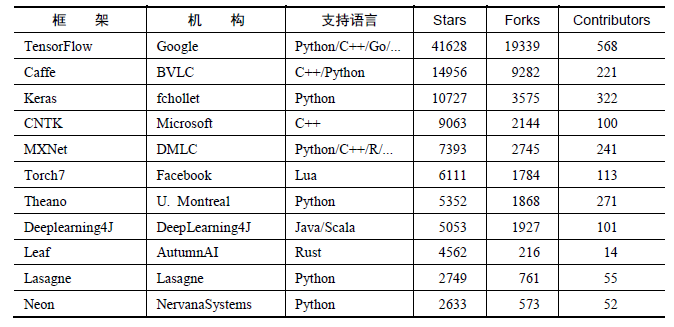 框 架 机 构 支持语言 Stars Forks Contributors
TensorFlow Google Python/C++/Go/... 41628 19339 568
Caffe BVLC C++/Python 14956 9282 221
Keras fchollet Python 10727 3575 322
CNTK Microsoft C++ 9063 2144 100
MXNet DMLC Python/C++/R/... 7393 2745 241
Torch7 Facebook Lua 6111 1784 113
Theano U. Montreal Python 5352 1868 271
Deeplearning4J DeepLearning4J Java/Scala 5053 1927 101
Leaf AutumnAI Rust 4562 216 14
Lasagne Lasagne Python 2749 761 55
Neon NervanaSystems Python 2633 573 52